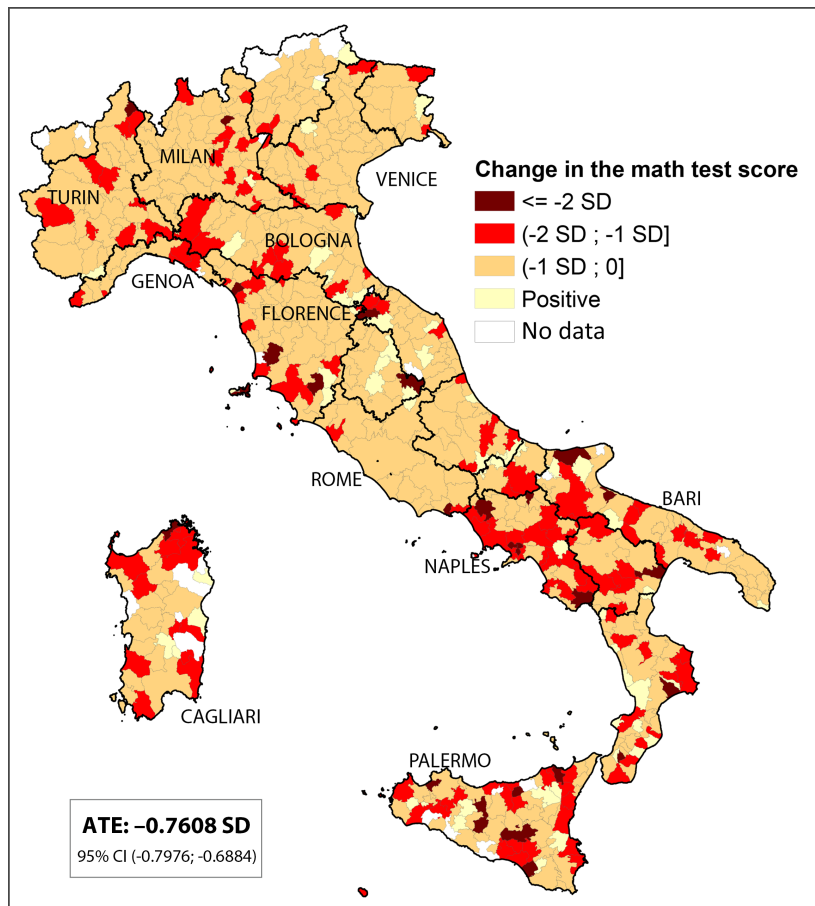 MILAN
TURIN
VENICE
BOLOGNA
GENOA
FLORENCE
ROME
BARI
NAPLES
CAGLIARI
PALERMO
Change in the math test score
<= -2 SD
(-2 SD ; -1 SD]
(-1 SD ; 0]
Positive
No data
ATE: –0.7608 SD
95% CI (-0.7976; -0.6884)